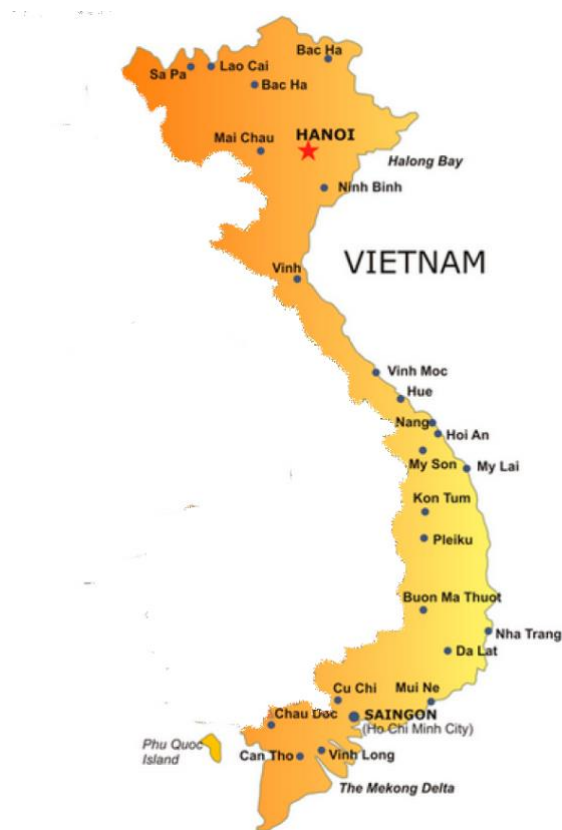 Bac Ha
Sa Pa
Lao Cai
Bac Ha
HANOI
Mai Chau
Halong Bay
Ninh Binh
VIETNAM
Vinh
Vinh Moc
Hue
Nang
Hoi An
My Son
My Lai
Kon Tum
Pleiku
Buon Ma Thuot
Nha Trang
Da Lat
Cu Chi
Mui Ne
Chau Doc
SAINGON
(Ho Chi Minh City)
Phu Quoc
Island
Can Tho
Vinh Long
The Mekong Delta